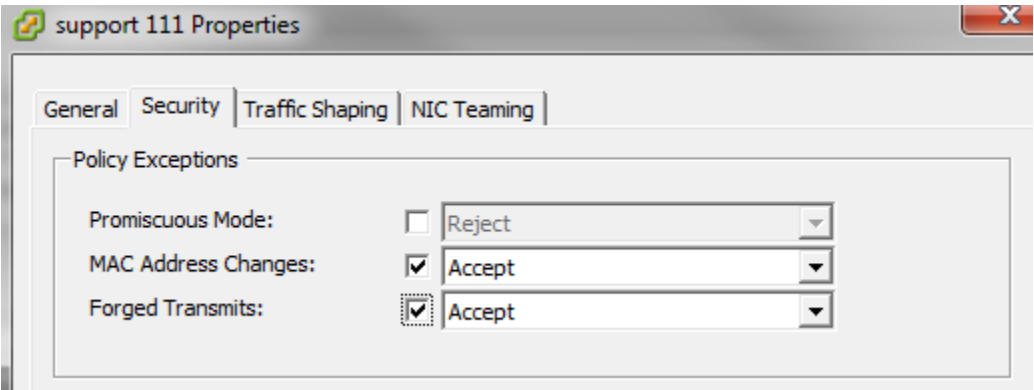 support 111 Properties
General Security Traffic Shaping NIC Teaming
Policy Exceptions
Promiscuous Mode: Reject
MAC Address Changes: Accept
Forged Transmits: Accept